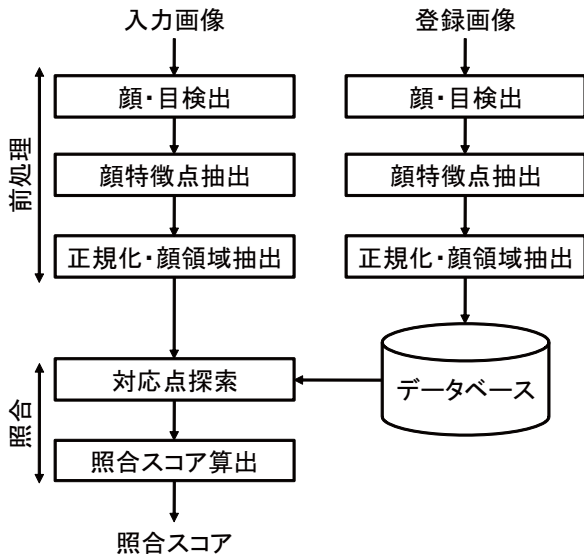 入力画像
登録画像
前処理
顔・目検出
顔・目検出
顔特徴点抽出
顔特徴点抽出
正規化・顔領域抽出
正規化・顔領域抽出
照合
対応点探索
データベース
照合スコア算出
照合スコア